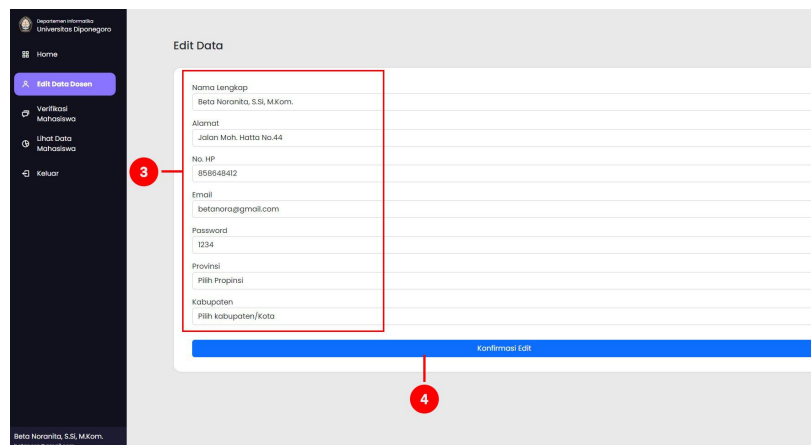 Departemen Informatika
Universitas Diponegoro
Home
Edit Data Dosen
Verifikasi
Mahasiswa
Lihat Data
Mahasiswa
Keluar
Beta Noranita, S.Si, M.Kom.
Edit Data
Nama Lengkap
Beta Noranita, S.Si, M.Kom.
Alamat
Jalan Moh. Hatta No.44
No. HP
858648412
Email
betanora@gmail.com
Password
1234
Provinsi
Pilih Propinsi
Kabupaten
Pilih kabupaten/Kota
Konfirmasi Edit
3
4